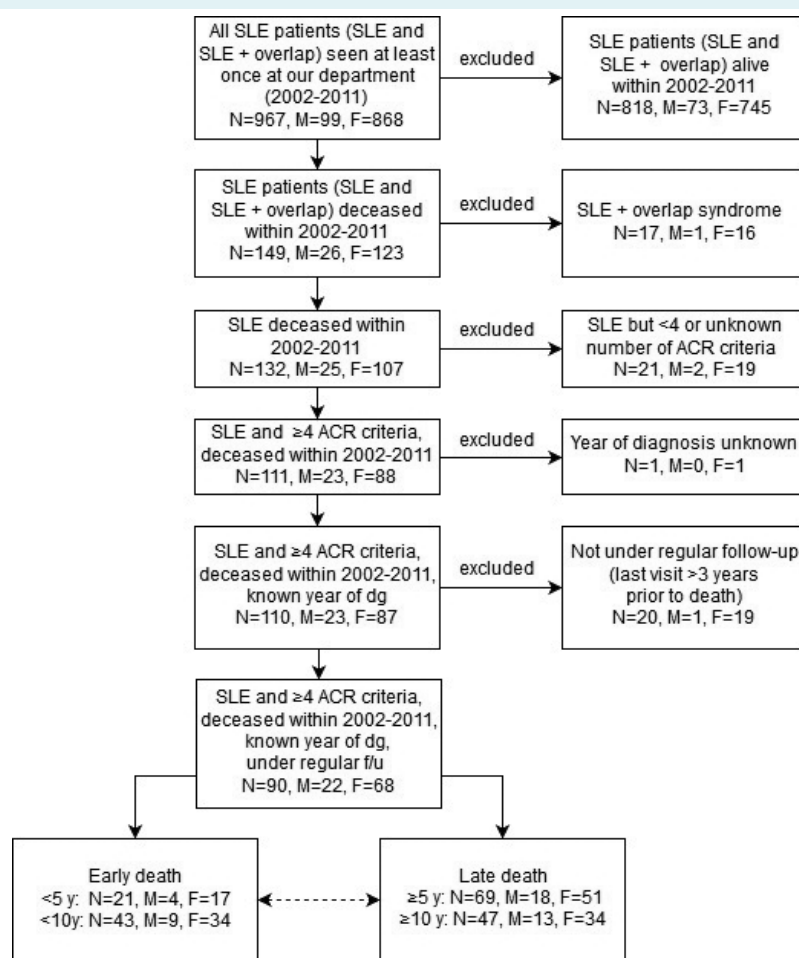 All SLE patients (SLE and
SLE + overlap) seen at least
once at our department
(2002-2011)
N=967, M=99, F=868
excluded
SLE patients (SLE and
SLE + overlap) alive
within 2002-2011
N=818, M=73, F=745
SLE patients (SLE and
SLE + overlap) deceased
within 2002-2011
N=149, M=26, F=123
excluded
SLE + overlap syndrome
N=17, M=1, F=16
SLE deceased within
2002-2011
N=132, M=25, F=107
excluded
SLE but <4 or unknown
number of ACR criteria
N=21, M=2, F=19
SLE and ≥4 ACR criteria,
deceased within 2002-2011
N=111, M=23, F=88
excluded
Year of diagnosis unknown
N=1, M=0, F=1
SLE and ≥4 ACR criteria,
deceased within 2002-2011,
known year of dg
N=110, M=23, F=87
excluded
Not under regular follow-up
(last visit >3 years
prior to death)
N=20, M=1, F=19
SLE and ≥4 ACR criteria,
deceased within 2002-2011,
known year of dg,
under regular f/u
N=90, M=22, F=68
Early death
<5 y: N=21, M=4, F=17
<10y: N=43, M=9, F=34
Late death
≥5 y: N=69, M=18, F=51
≥10 y: N=47, M=13, F=34